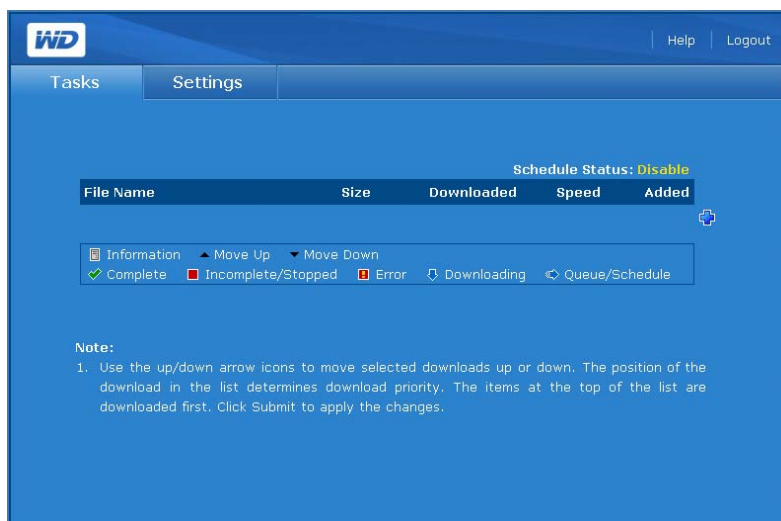 WD
Help
Logout
Tasks
Settings
Schedule Status: Disable
File Name Size Downloaded Speed Added
Information Move Up Move Down
Complete Incomplete/Stopped Error Downloading Queue/Schedule
Note:
1. Use the up/down arrow icons to move selected downloads up or down. The position of the
download in the list determines download priority. The items at the top of the list are
downloaded first. Click Submit to apply the changes.